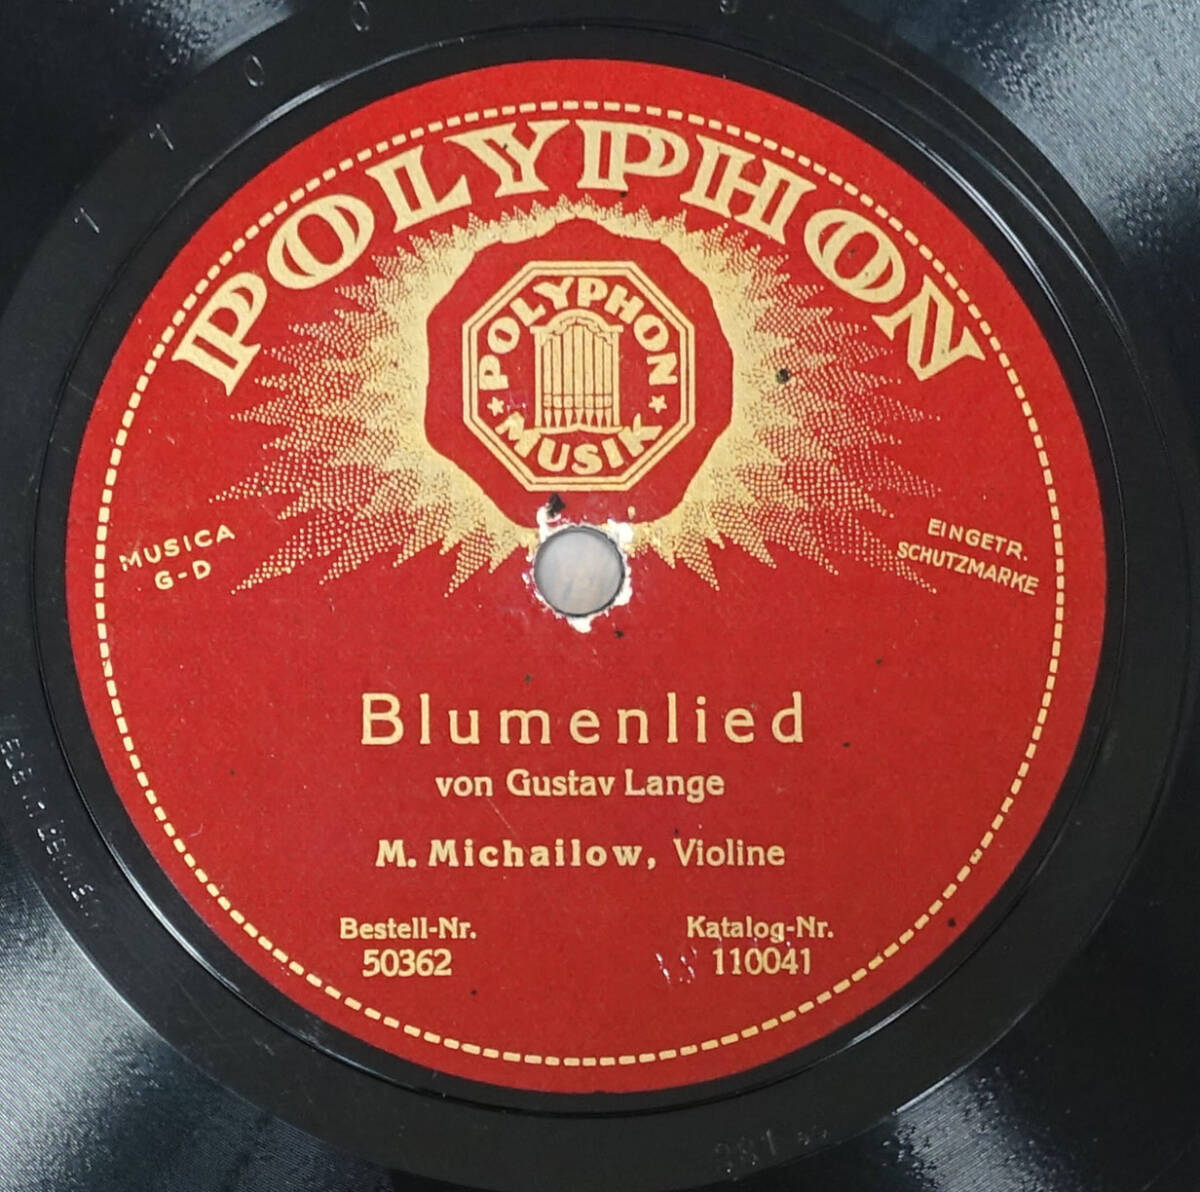 POLYPHON
POLYPHON
MUSIK
MUSICA
G-D
EINGETR.
SCHUTZMARKE
Blumenlied
von Gustav Lange
M. Michailow, Violine
Bestell-Nr.
50362
Katalog-Nr.
110041